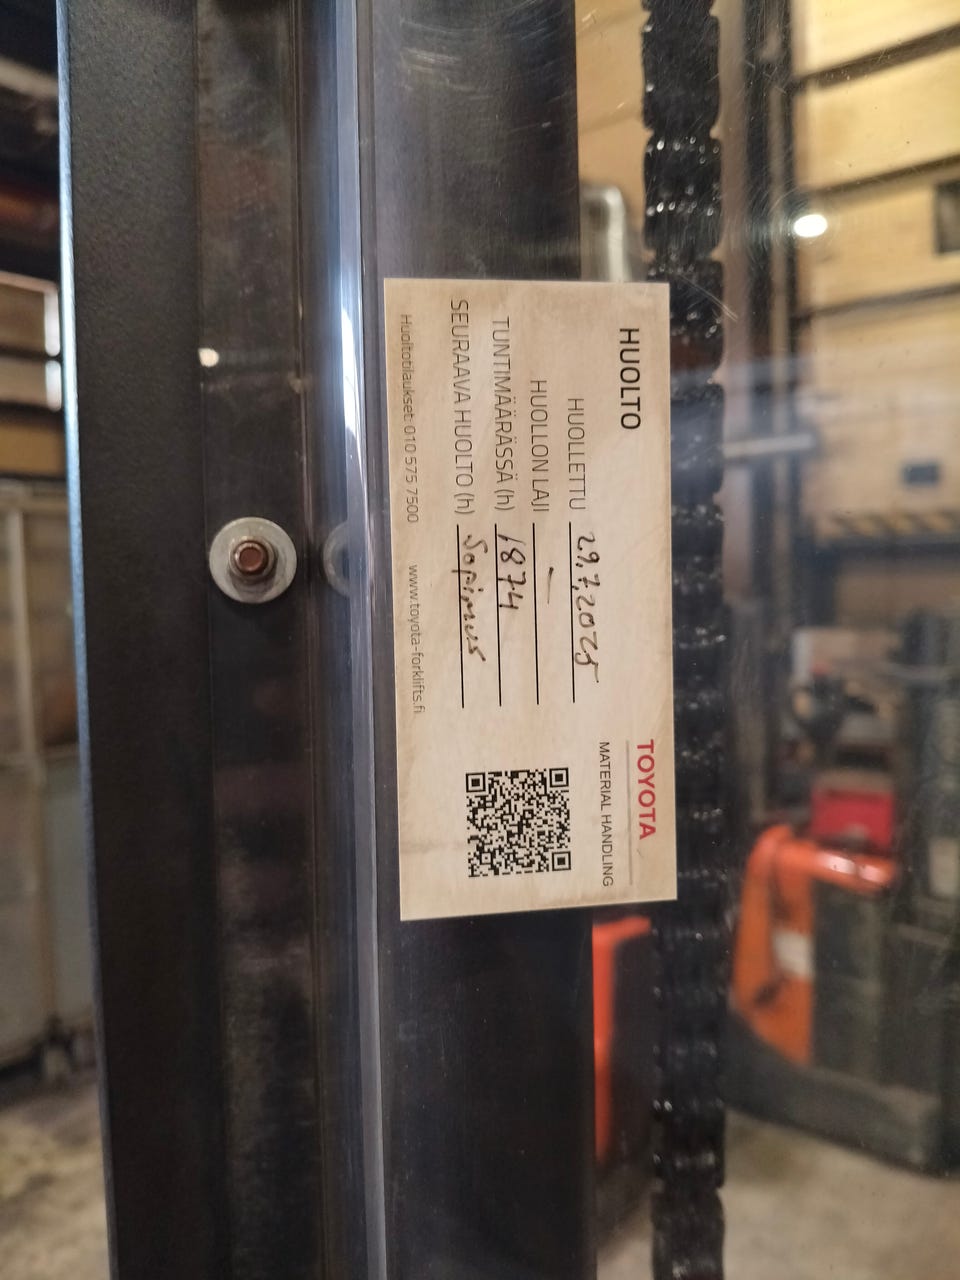 HUOLTO
TOYOTA
MATERIAL HANDLING
HUOLLETTU 29.7.2025
HUOLLON LAJI -
TUNTIMÄÄRÄSSÄ (h) 1874
SEURAAVA HUOLTO (h) Sopimus
Huoltotilaukset: 010 575 7500 www.toyota-forklifts.fi